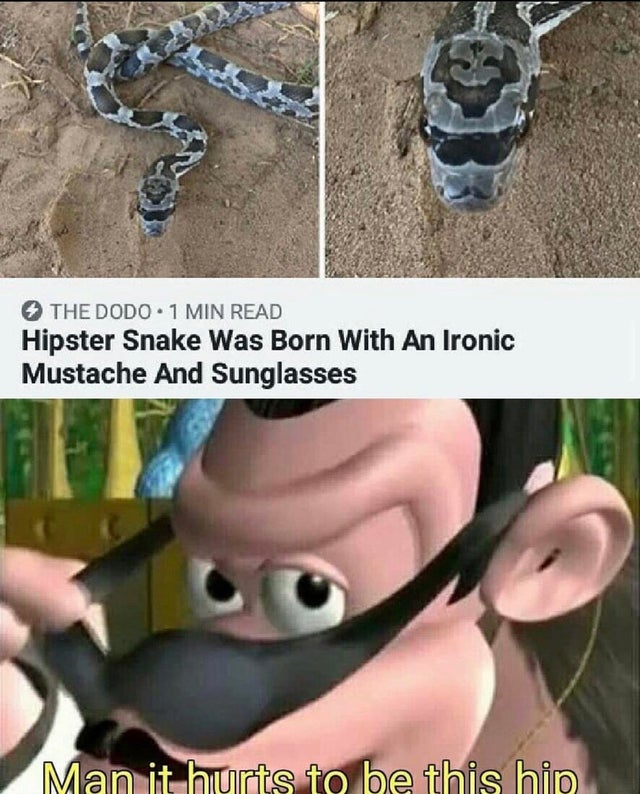 THE DODO • 1 MIN READ
Hipster Snake Was Born With An Ironic
Mustache And Sunglasses
Man it hurts to be this hip